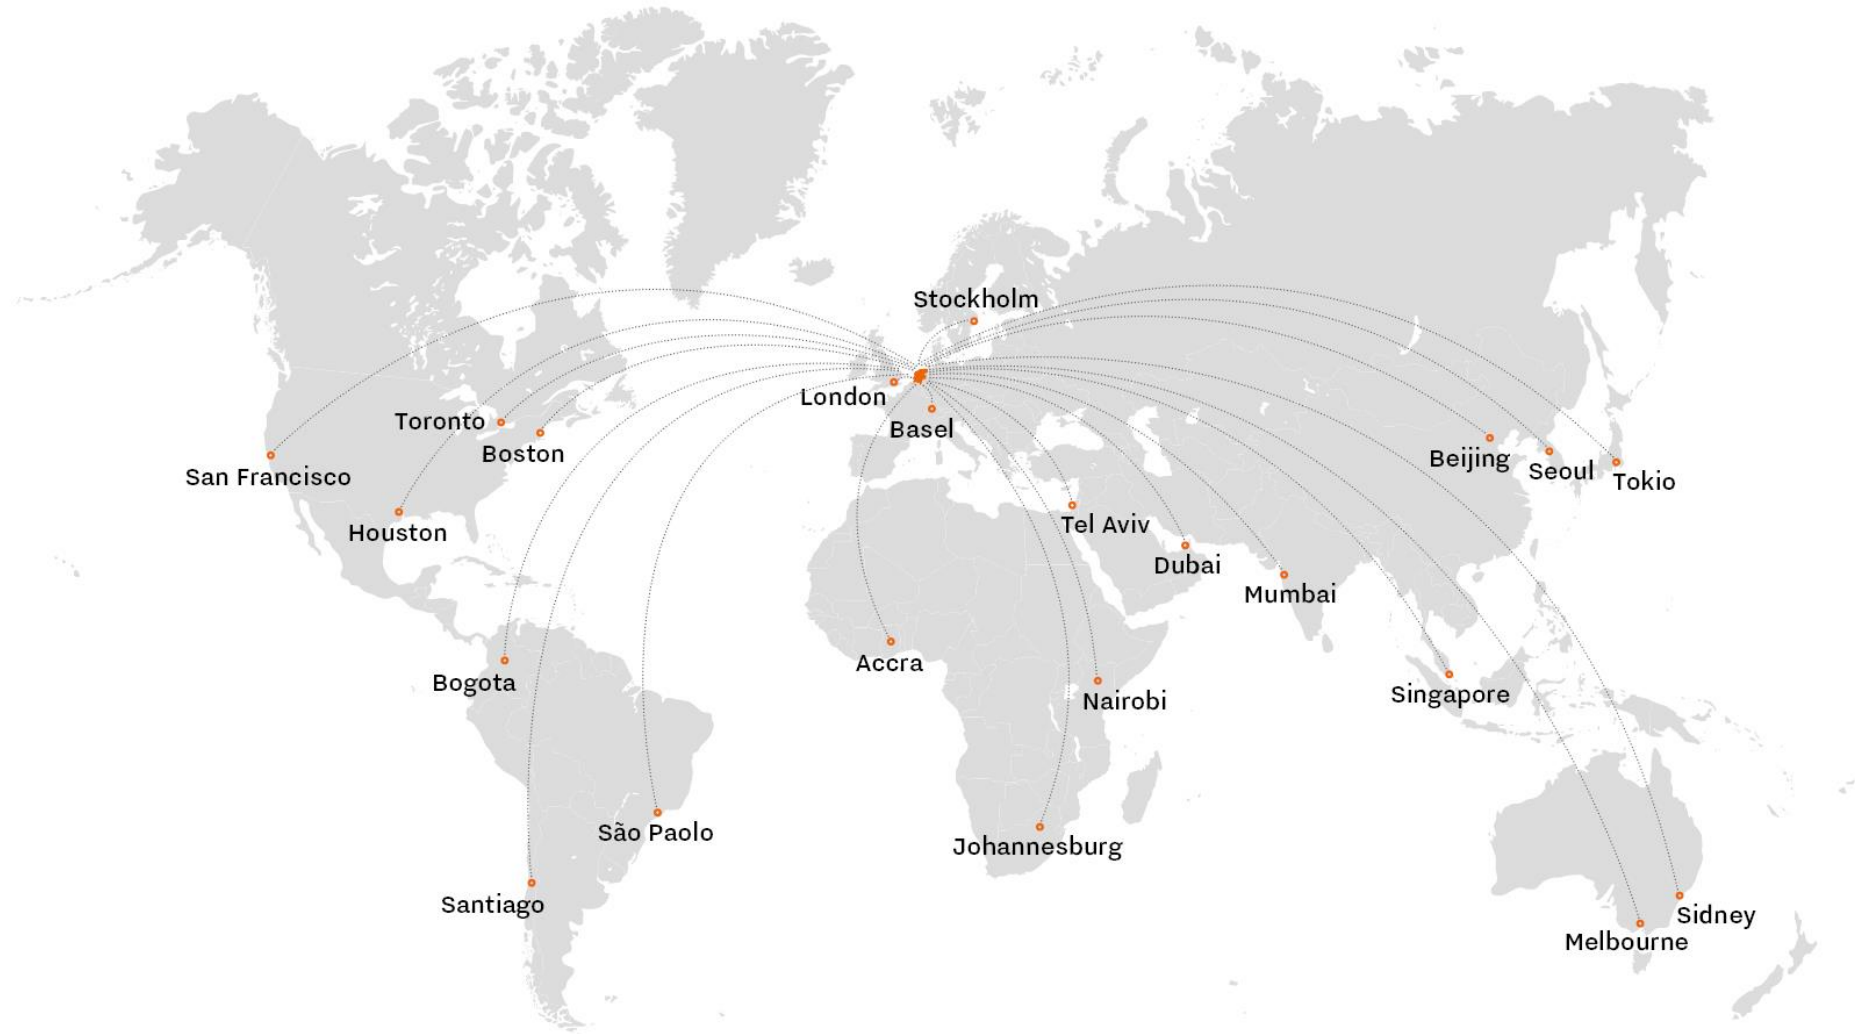 Stockholm
London
Basel
Toronto
Boston
San Francisco
Houston
Beijing
Seoul
Tokio
Tel Aviv
Dubai
Mumbai
Accra
Bogota
Nairobi
Singapore
São Paolo
Johannesburg
Santiago
Sidney
Melbourne